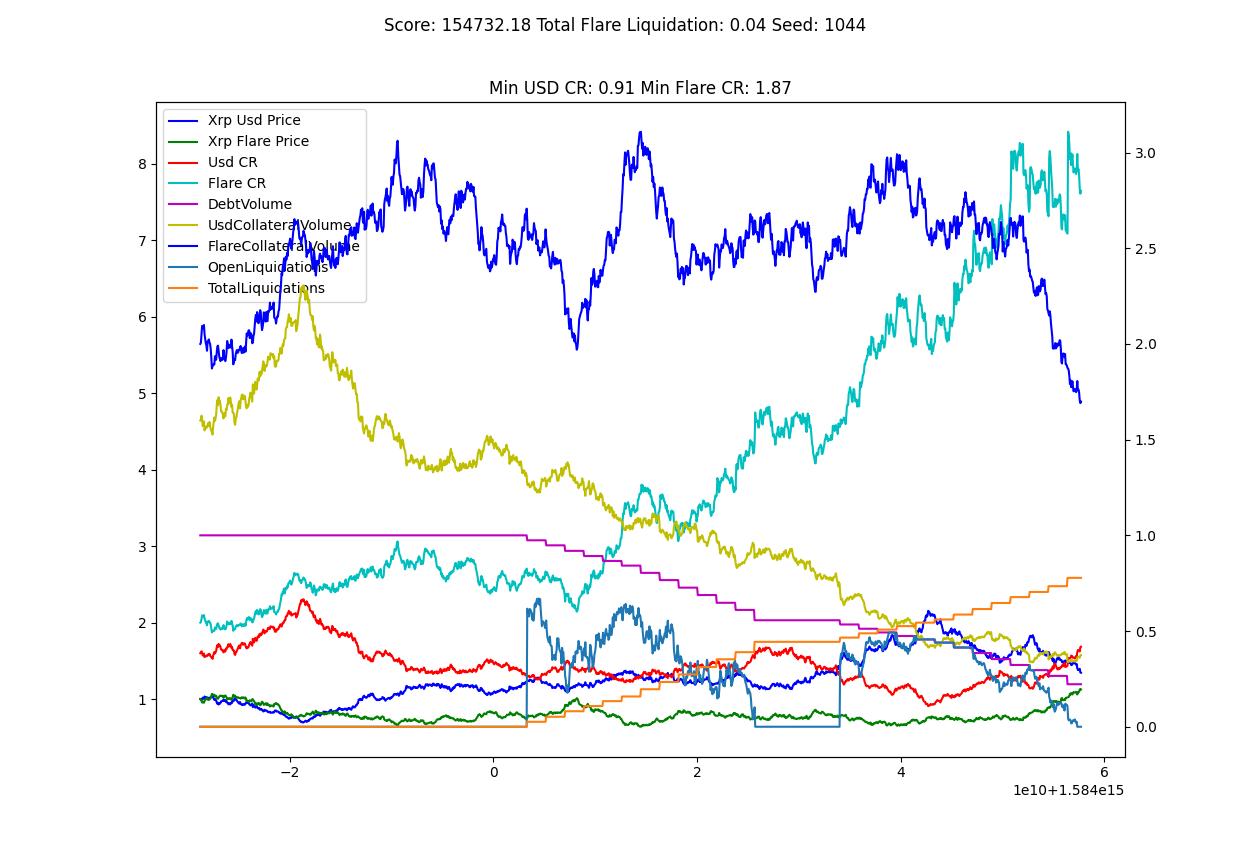 Score: 154732.18 Total Flare Liquidation: 0.04 Seed: 1044
Min USD CR: 0.91 Min Flare CR: 1.87
Xrp Usd Price
Xrp Flare Price
Usd CR
Flare CR
DebtVolume
UsdCollateralVolume
FlareCollateralVolume
OpenLiquidations
TotalLiquidations
8
7
6
5
4
3
2
1
3.0
2.5
2.0
1.5
1.0
0.5
0.0
−2 0 2 4 6
1e10+1.584e15